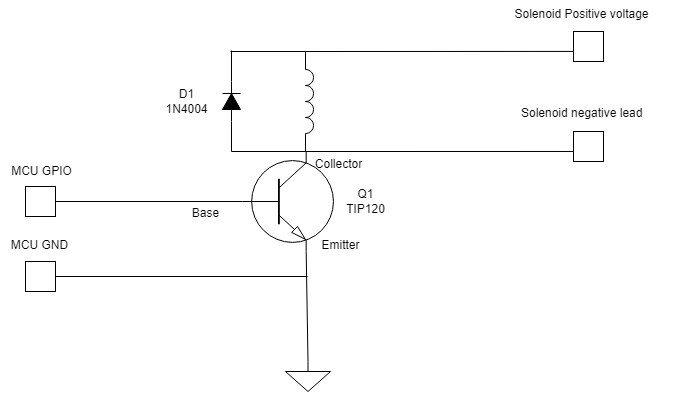 Solenoid Positive voltage
D1
1N4004
Solenoid negative lead
Collector
MCU GPIO
Q1
TIP120
Base
MCU GND
Emitter